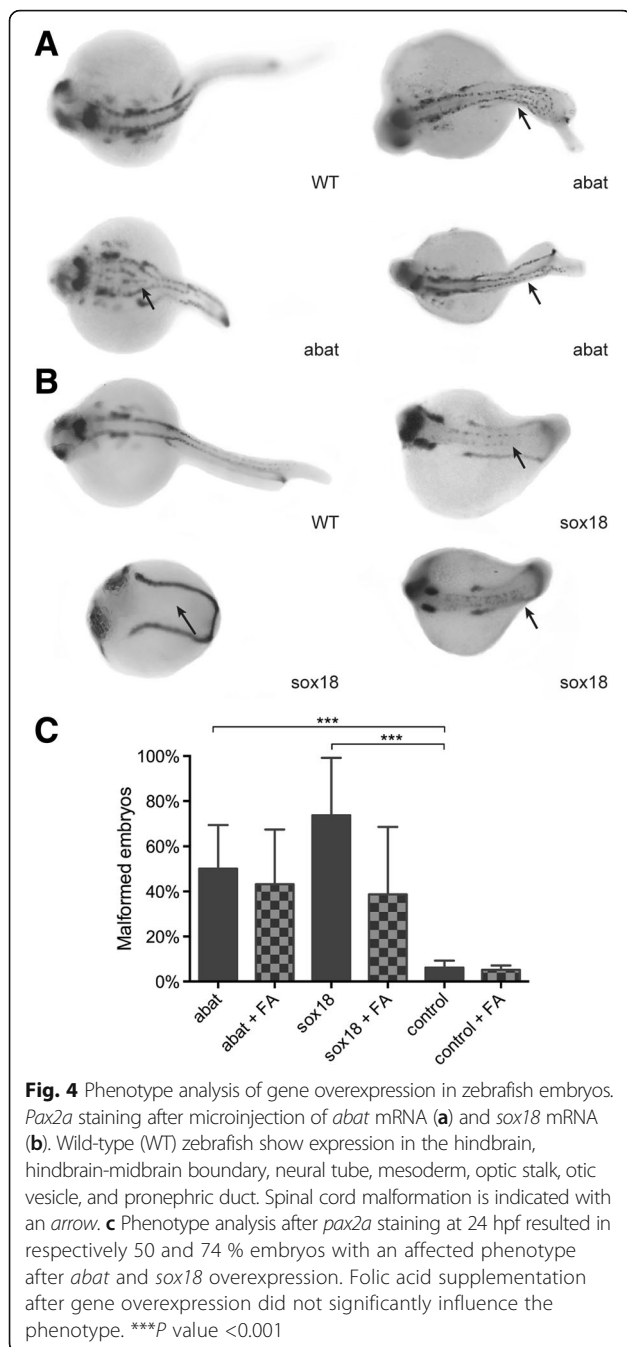 A
WT
abat
abat
abat
B
WT
sox18
sox18
sox18
C
***
***
Malformed embryos
100%
80%
60%
40%
20%
0%
abat
abat + FA
sox18
sox18 + FA
control
control + FA
Fig. 4 Phenotype analysis of gene overexpression in zebrafish embryos.
Pax2a staining after microinjection of abat mRNA (a) and sox18 mRNA
(b). Wild-type (WT) zebrafish show expression in the hindbrain,
hindbrain-midbrain boundary, neural tube, mesoderm, optic stalk, otic
vesicle, and pronephric duct. Spinal cord malformation is indicated with
an arrow. c Phenotype analysis after pax2a staining at 24 hpf resulted in
respectively 50 and 74 % embryos with an affected phenotype
after abat and sox18 overexpression. Folic acid supplementation
after gene overexpression did not significantly influence the
phenotype. ***P value <0.001